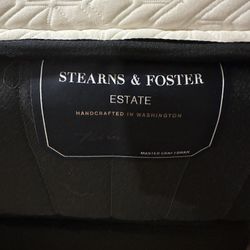 STEARNS & FOSTER
ESTATE
HANDCRAFTED IN WASHINGTON
MASTER CRAFTSMAN